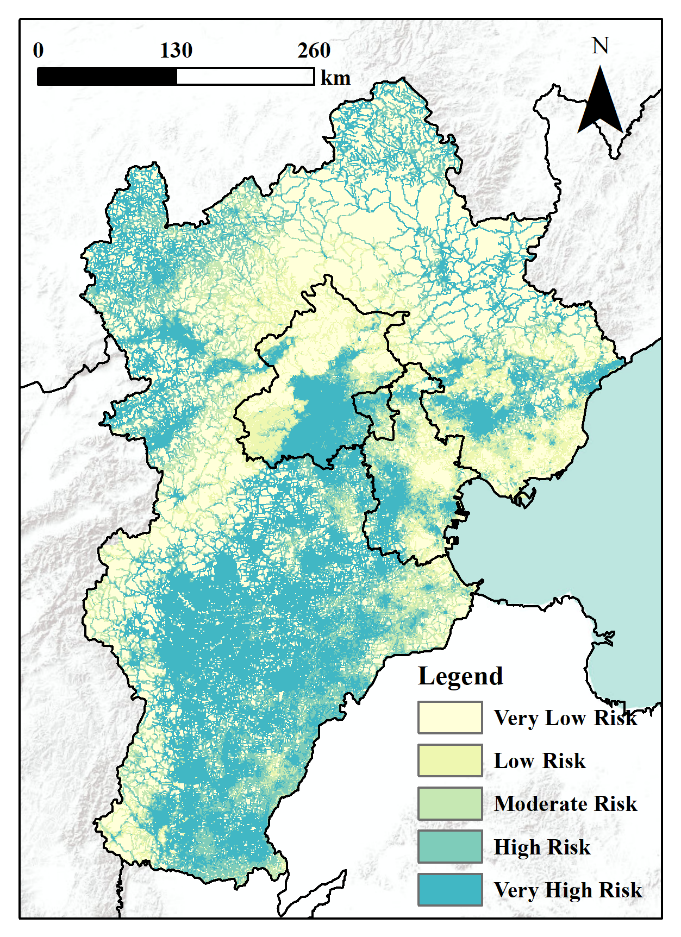 0 130 260
km
N
Legend
Very Low Risk
Low Risk
Moderate Risk
High Risk
Very High Risk